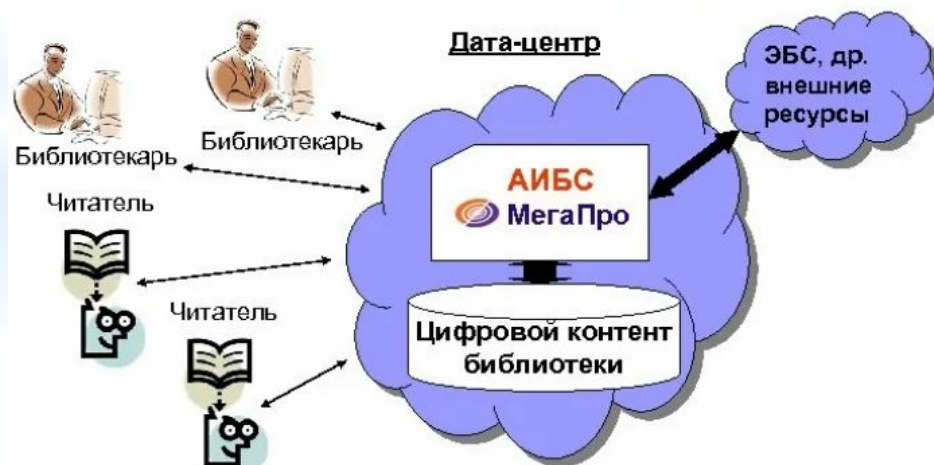 Дата-центр
ЭБС, др.
внешние
ресурсы
Библиотекарь
Библиотекарь
АИБС
МегаПро
Читатель
Читатель
Цифровой контент
библиотеки